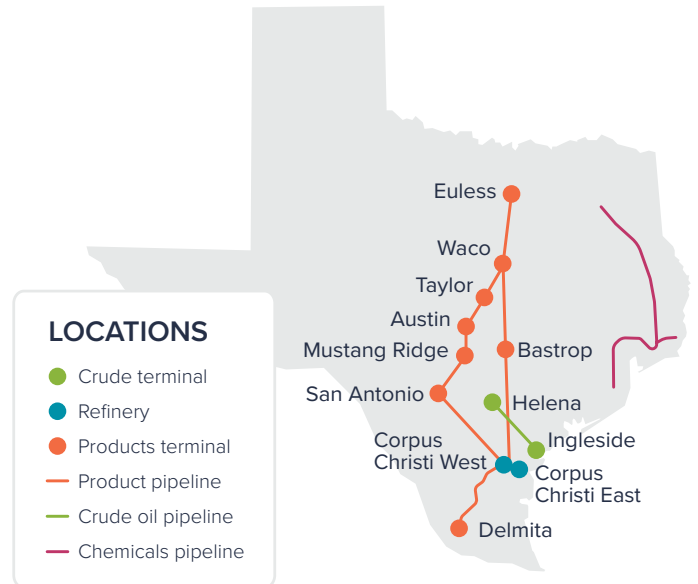 Euless
Waco
Taylor
Austin
Mustang Ridge
Bastrop
San Antonio
Helena
Corpus
Christi West
Ingleside
Corpus
Christi East
Delmita
LOCATIONS
Crude terminal
Refinery
Products terminal
Product pipeline
Crude oil pipeline
Chemicals pipeline